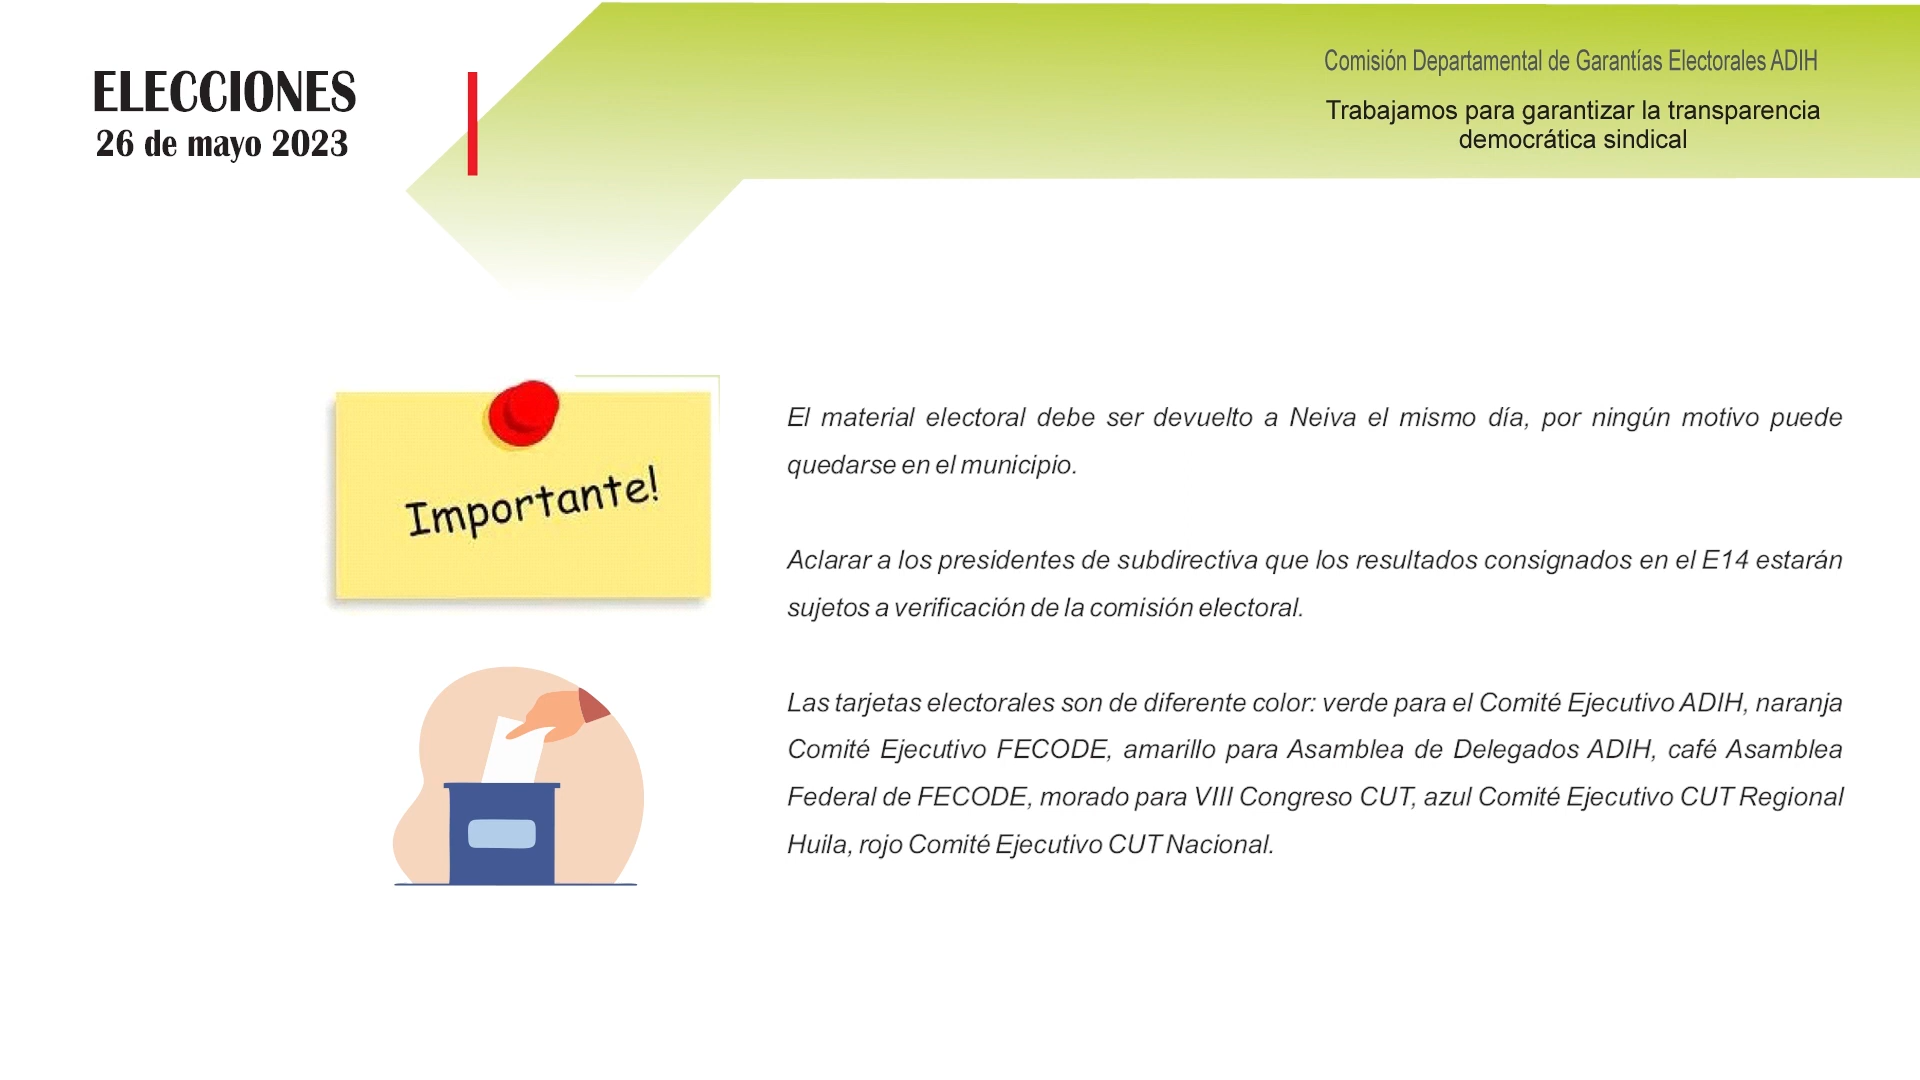 ELECCIONES
26 de mayo 2023
Comisión Departamental de Garantías Electorales ADIH
Trabajamos para garantizar la transparencia
democrática sindical
Importante!
El material electoral debe ser devuelto a Neiva el mismo día, por ningún motivo puede
quedarse en el municipio.
Aclarar a los presidentes de subdirectiva que los resultados consignados en el E14 estarán
sujetos a verificación de la comisión electoral.
Las tarjetas electorales son de diferente color: verde para el Comité Ejecutivo ADIH, naranja
Comité Ejecutivo FECODE, amarillo para Asamblea de Delegados ADIH, café Asamblea
Federal de FECODE, morado para VIII Congreso CUT, azul Comité Ejecutivo CUT Regional
Huila, rojo Comité Ejecutivo CUT Nacional.